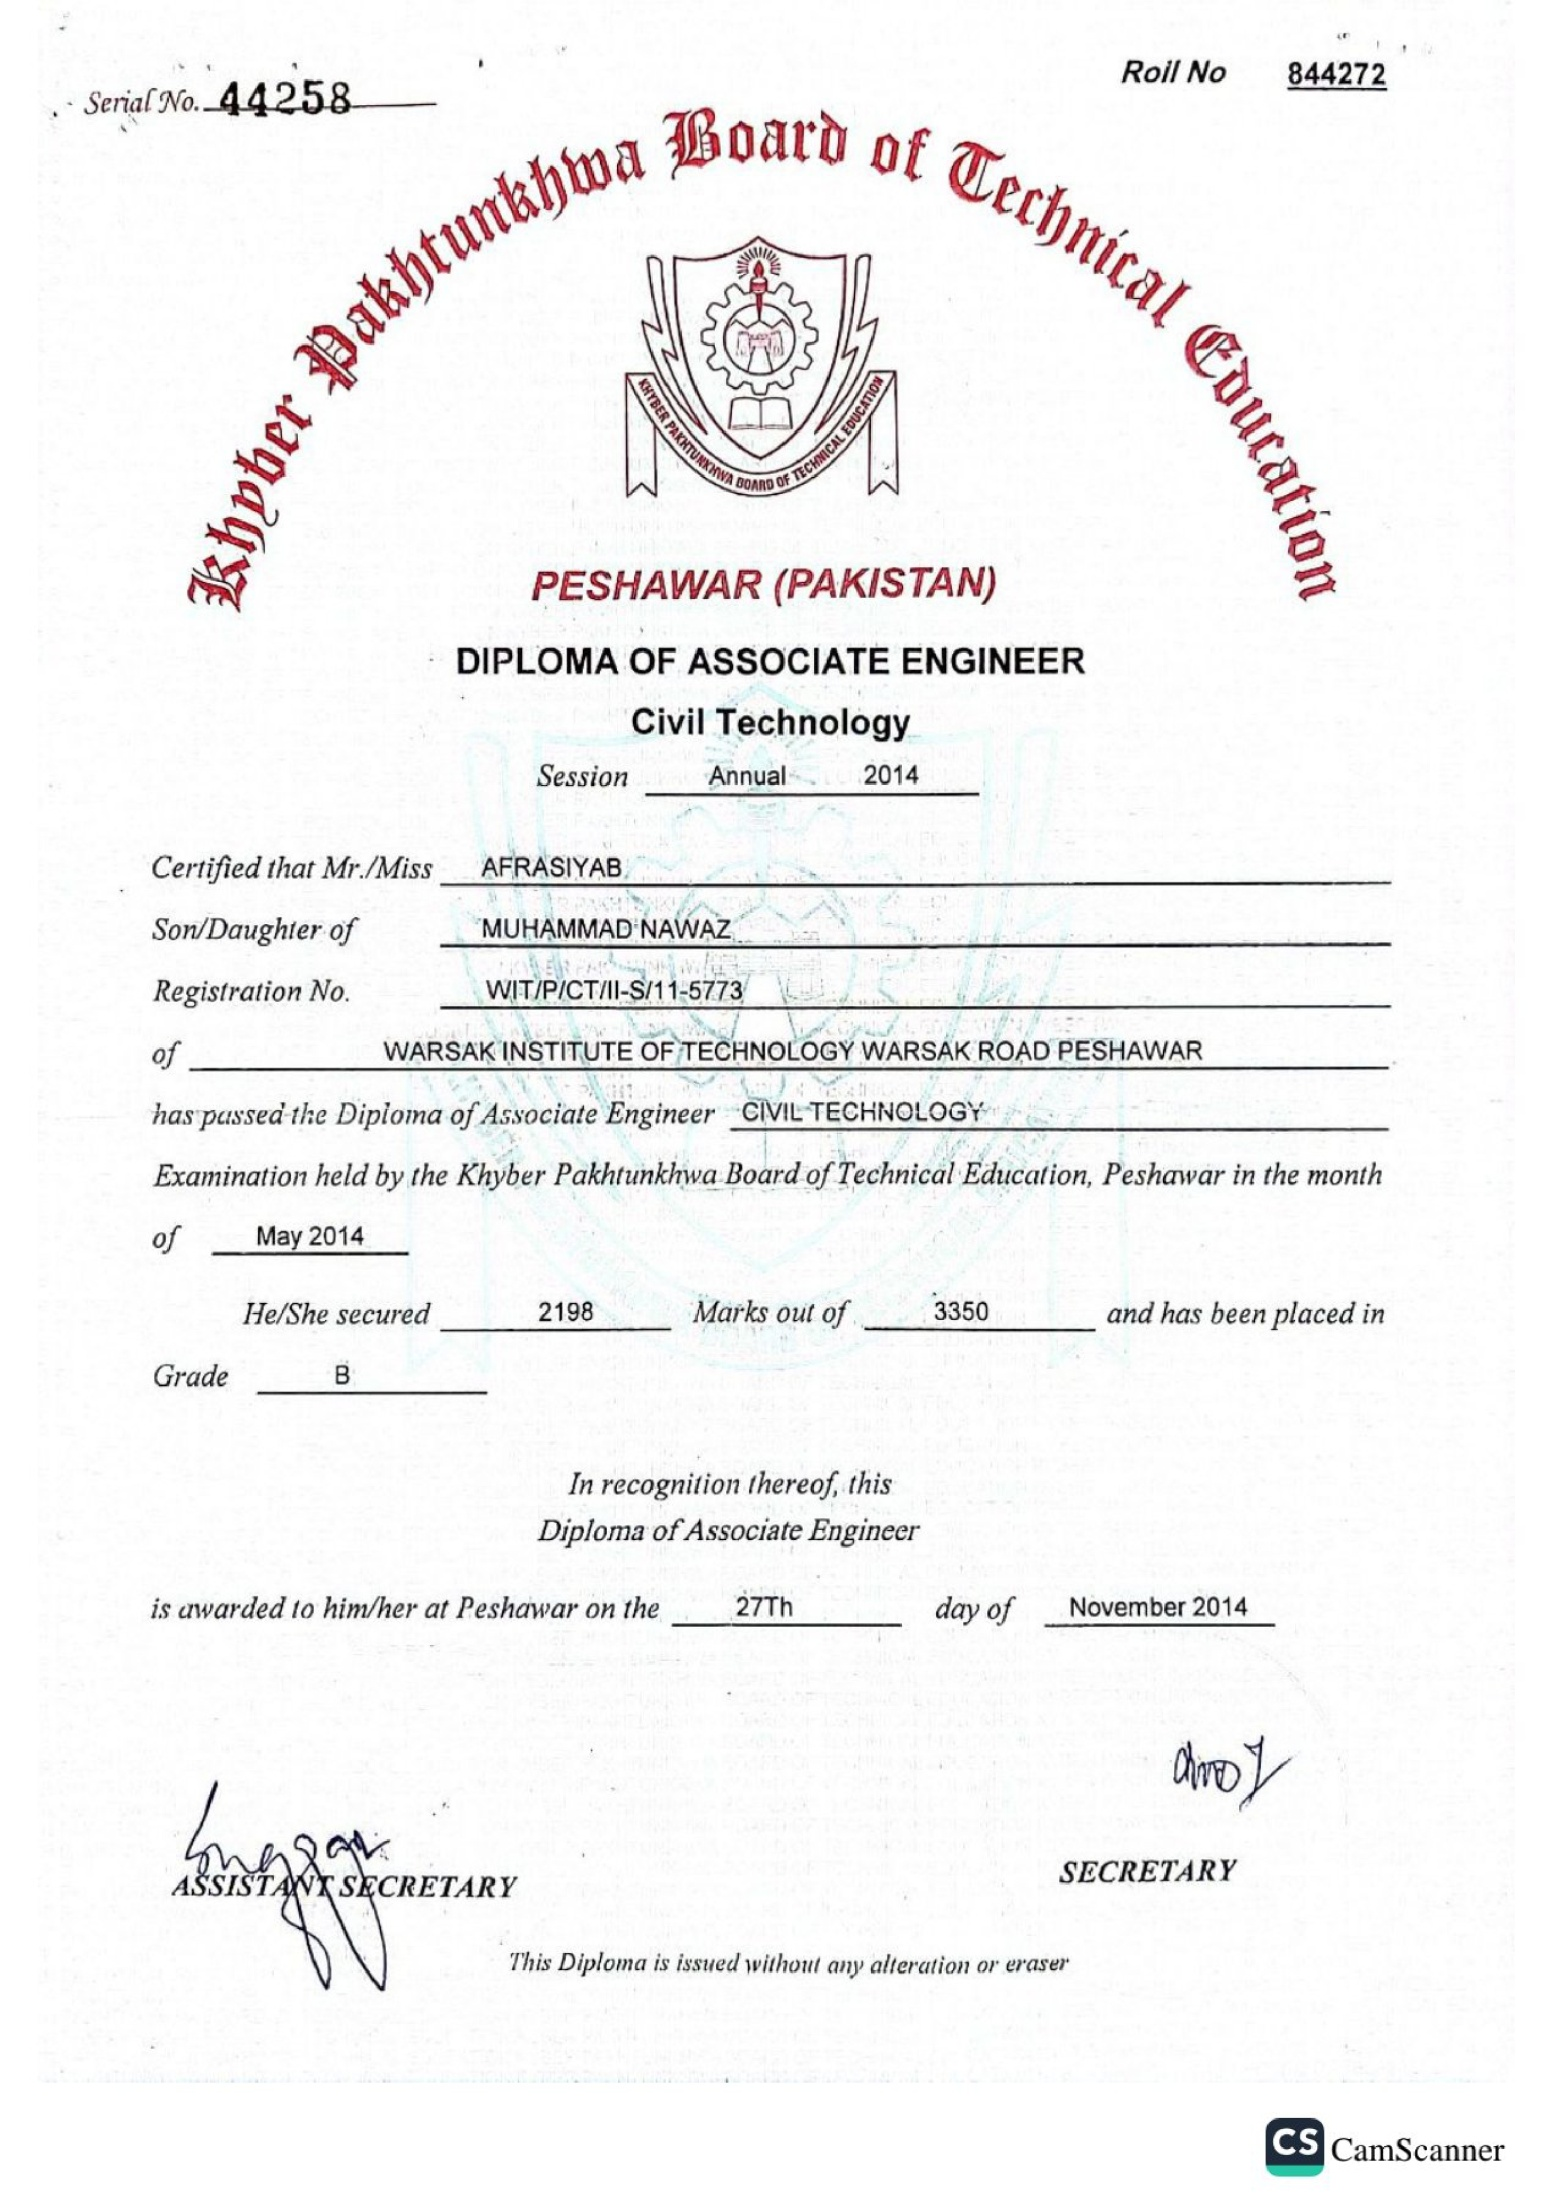 Serial No. 44258
Roll No 844272
Khyber Pakhtunkhwa Board of Technical Education
KHYBER PAKHTUNKHWA BOARD OF TECHNICAL EDUCATION
PESHAWAR (PAKISTAN)
DIPLOMA OF ASSOCIATE ENGINEER
Civil Technology
Session Annual 2014
Certified that Mr./Miss AFRASIYAB
Son/Daughter of MUHAMMAD NAWAZ
Registration No. WIT/P/CT/II-S/11-5773
of WARSAK INSTITUTE OF TECHNOLOGY WARSAK ROAD PESHAWAR
has passed the Diploma of Associate Engineer CIVIL TECHNOLOGY
Examination held by the Khyber Pakhtunkhwa Board of Technical Education, Peshawar in the month
of May 2014
He/She secured 2198 Marks out of 3350 and has been placed in
Grade B
In recognition thereof, this
Diploma of Associate Engineer
is awarded to him/her at Peshawar on the 27Th day of November 2014
ASSISTANT SECRETARY
SECRETARY
This Diploma is issued without any alteration or eraser
CS CamScanner